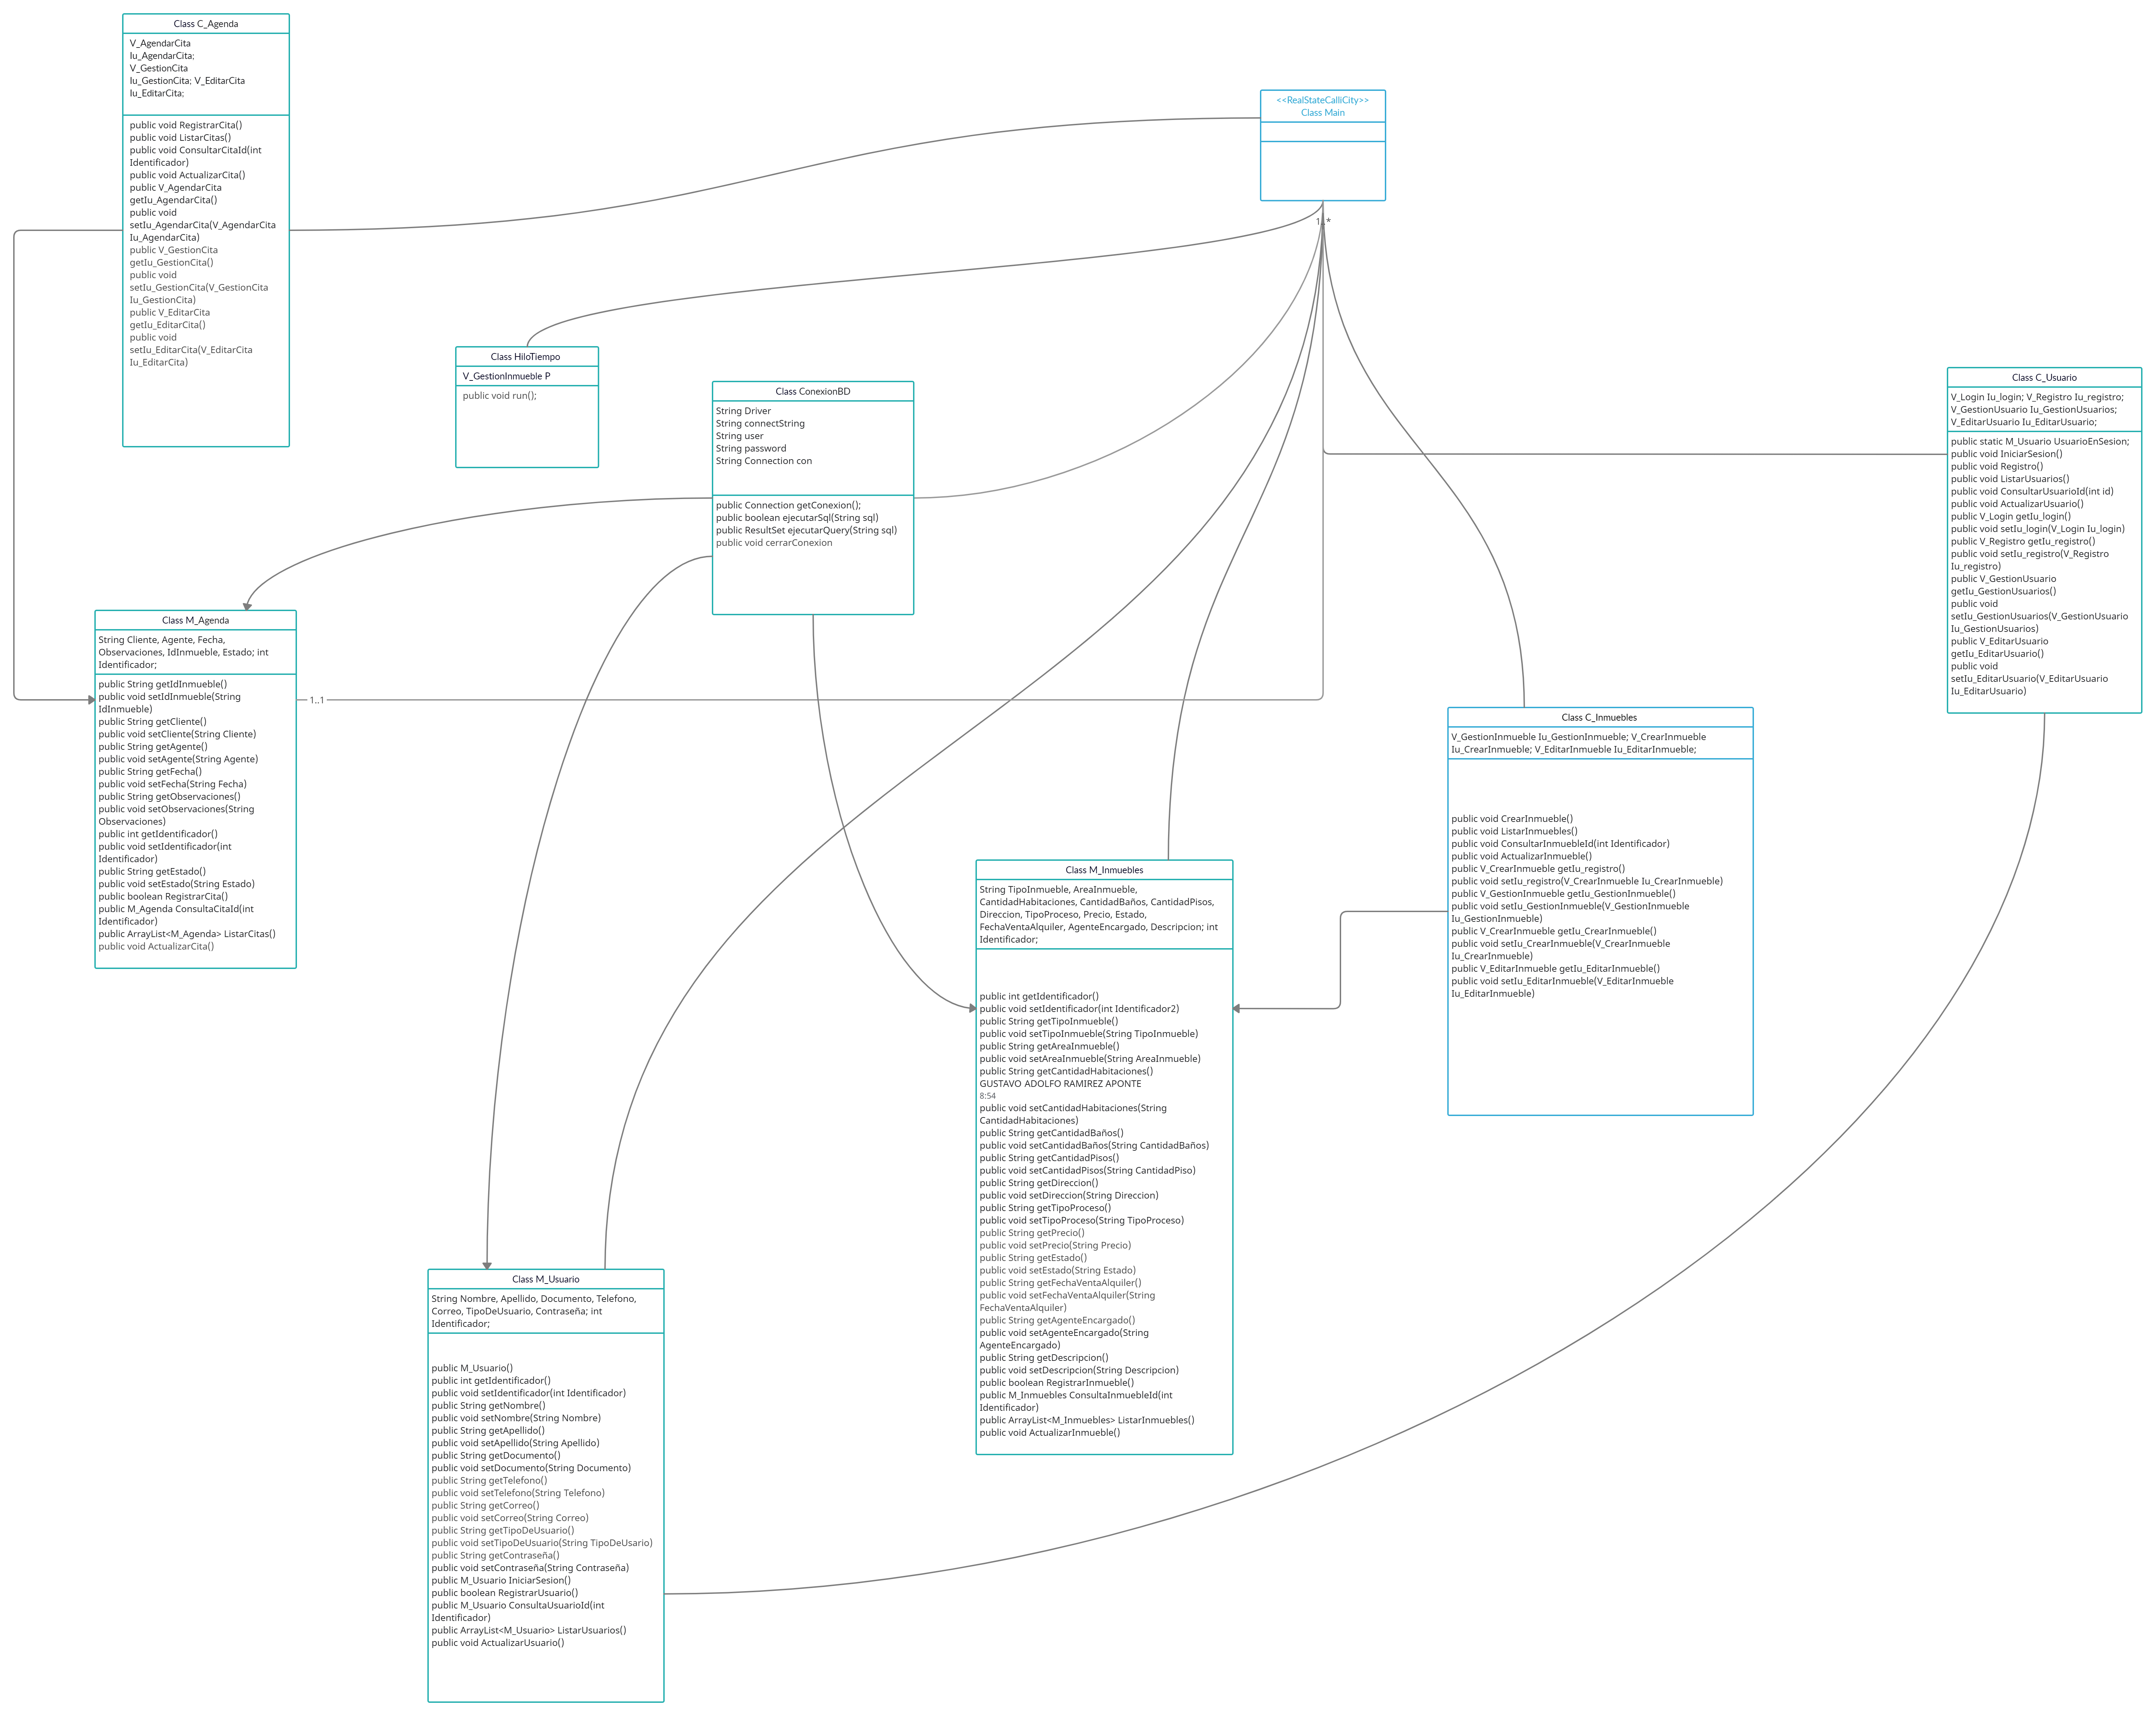 Class C_Agenda
V_AgendarCita
Iu_AgendarCita;
V_GestionCita
Iu_GestionCita; V_EditarCita
Iu_EditarCita;
public void RegistrarCita()
public void ListarCitas()
public void ConsultarCitaId(int
Identificador)
public void ActualizarCita()
public V_AgendarCita
getIu_AgendarCita()
public void
setIu_AgendarCita(V_AgendarCita
Iu_AgendarCita)
public V_GestionCita
getIu_GestionCita()
public void
setIu_GestionCita(V_GestionCita
Iu_GestionCita)
public V_EditarCita
getIu_EditarCita()
public void
setIu_EditarCita(V_EditarCita
Iu_EditarCita)
<<RealStateCalliCity>>
Class Main
1..*
Class HiloTiempo
V_GestionInmueble P
public void run();
Class ConexionBD
String Driver
String connectString
String user
String password
String Connection con
public Connection getConexion();
public boolean ejecutarSql(String sql)
public ResultSet ejecutarQuery(String sql)
public void cerrarConexion
Class C_Usuario
V_Login Iu_login; V_Registro Iu_registro;
V_GestionUsuario Iu_GestionUsuarios;
V_EditarUsuario Iu_EditarUsuario;
public static M_Usuario UsuarioEnSesion;
public void IniciarSesion()
public void Registro()
public void ListarUsuarios()
public void ConsultarUsuarioId(int id)
public void ActualizarUsuario()
public V_Login getIu_login()
public void setIu_login(V_Login Iu_login)
public V_Registro getIu_registro()
public void setIu_registro(V_Registro
Iu_registro)
public V_GestionUsuario
getIu_GestionUsuarios()
public void
setIu_GestionUsuarios(V_GestionUsuario
Iu_GestionUsuarios)
public V_EditarUsuario
getIu_EditarUsuario()
public void
setIu_EditarUsuario(V_EditarUsuario
Iu_EditarUsuario)
Class M_Agenda
String Cliente, Agente, Fecha,
Observaciones, IdInmueble, Estado; int
Identificador;
public String getIdInmueble()
public void setIdInmueble(String
IdInmueble)
public String getCliente()
public void setCliente(String Cliente)
public String getAgente()
public void setAgente(String Agente)
public String getFecha()
public void setFecha(String Fecha)
public String getObservaciones()
public void setObservaciones(String
Observaciones)
public int getIdentificador()
public void setIdentificador(int
Identificador)
public String getEstado()
public void setEstado(String Estado)
public boolean RegistrarCita()
public M_Agenda ConsultaCitaId(int
Identificador)
public ArrayList<M_Agenda> ListarCitas()
public void ActualizarCita()
1..1
Class C_Inmuebles
V_GestionInmueble Iu_GestionInmueble; V_CrearInmueble
Iu_CrearInmueble; V_EditarInmueble Iu_EditarInmueble;
public void CrearInmueble()
public void ListarInmuebles()
public void ConsultarInmuebleId(int Identificador)
public void ActualizarInmueble()
public V_CrearInmueble getIu_registro()
public void setIu_registro(V_CrearInmueble Iu_CrearInmueble)
public V_GestionInmueble getIu_GestionInmueble()
public void setIu_GestionInmueble(V_GestionInmueble
Iu_GestionInmueble)
public V_CrearInmueble getIu_CrearInmueble()
public void setIu_CrearInmueble(V_CrearInmueble
Iu_CrearInmueble)
public V_EditarInmueble getIu_EditarInmueble()
public void setIu_EditarInmueble(V_EditarInmueble
Iu_EditarInmueble)
Class M_Inmuebles
String TipoInmueble, AreaInmueble,
CantidadHabitaciones, CantidadBaños, CantidadPisos,
Direccion, TipoProceso, Precio, Estado,
FechaVentaAlquiler, AgenteEncargado, Descripcion; int
Identificador;
public int getIdentificador()
public void setIdentificador(int Identificador2)
public String getTipoInmueble()
public void setTipoInmueble(String TipoInmueble)
public String getAreaInmueble()
public void setAreaInmueble(String AreaInmueble)
public String getCantidadHabitaciones()
GUSTAVO ADOLFO RAMIREZ APONTE
8:54
public void setCantidadHabitaciones(String
CantidadHabitaciones)
public String getCantidadBaños()
public void setCantidadBaños(String CantidadBaños)
public String getCantidadPisos()
public void setCantidadPisos(String CantidadPiso)
public String getDireccion()
public void setDireccion(String Direccion)
public String getTipoProceso()
public void setTipoProceso(String TipoProceso)
public String getPrecio()
public void setPrecio(String Precio)
public String getEstado()
public void setEstado(String Estado)
public String getFechaVentaAlquiler()
public void setFechaVentaAlquiler(String
FechaVentaAlquiler)
public String getAgenteEncargado()
public void setAgenteEncargado(String
AgenteEncargado)
public String getDescripcion()
public void setDescripcion(String Descripcion)
public boolean RegistrarInmueble()
public M_Inmuebles ConsultaInmuebleId(int
Identificador)
public ArrayList<M_Inmuebles> ListarInmuebles()
public void ActualizarInmueble()
Class M_Usuario
String Nombre, Apellido, Documento, Telefono,
Correo, TipoDeUsuario, Contraseña; int
Identificador;
public M_Usuario()
public int getIdentificador()
public void setIdentificador(int Identificador)
public String getNombre()
public void setNombre(String Nombre)
public String getApellido()
public void setApellido(String Apellido)
public String getDocumento()
public void setDocumento(String Documento)
public String getTelefono()
public void setTelefono(String Telefono)
public String getCorreo()
public void setCorreo(String Correo)
public String getTipoDeUsuario()
public void setTipoDeUsuario(String TipoDeUsario)
public String getContraseña()
public void setContraseña(String Contraseña)
public M_Usuario IniciarSesion()
public boolean RegistrarUsuario()
public M_Usuario ConsultaUsuarioId(int
Identificador)
public ArrayList<M_Usuario> ListarUsuarios()
public void ActualizarUsuario()